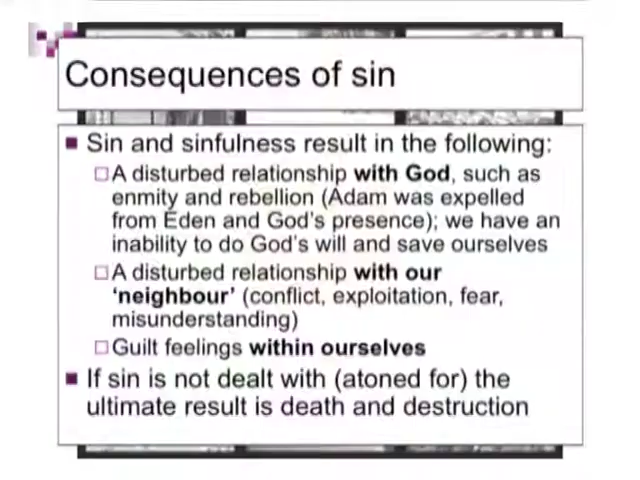 Consequences of sin
Sin and sinfulness result in the following:
A disturbed relationship with God, such as
enmity and rebellion (Adam was expelled
from Eden and God's presence); we have an
inability to do God's will and save ourselves
A disturbed relationship with our
'neighbour' (conflict, exploitation, fear,
misunderstanding)
Guilt feelings within ourselves
If sin is not dealt with (atoned for) the
ultimate result is death and destruction